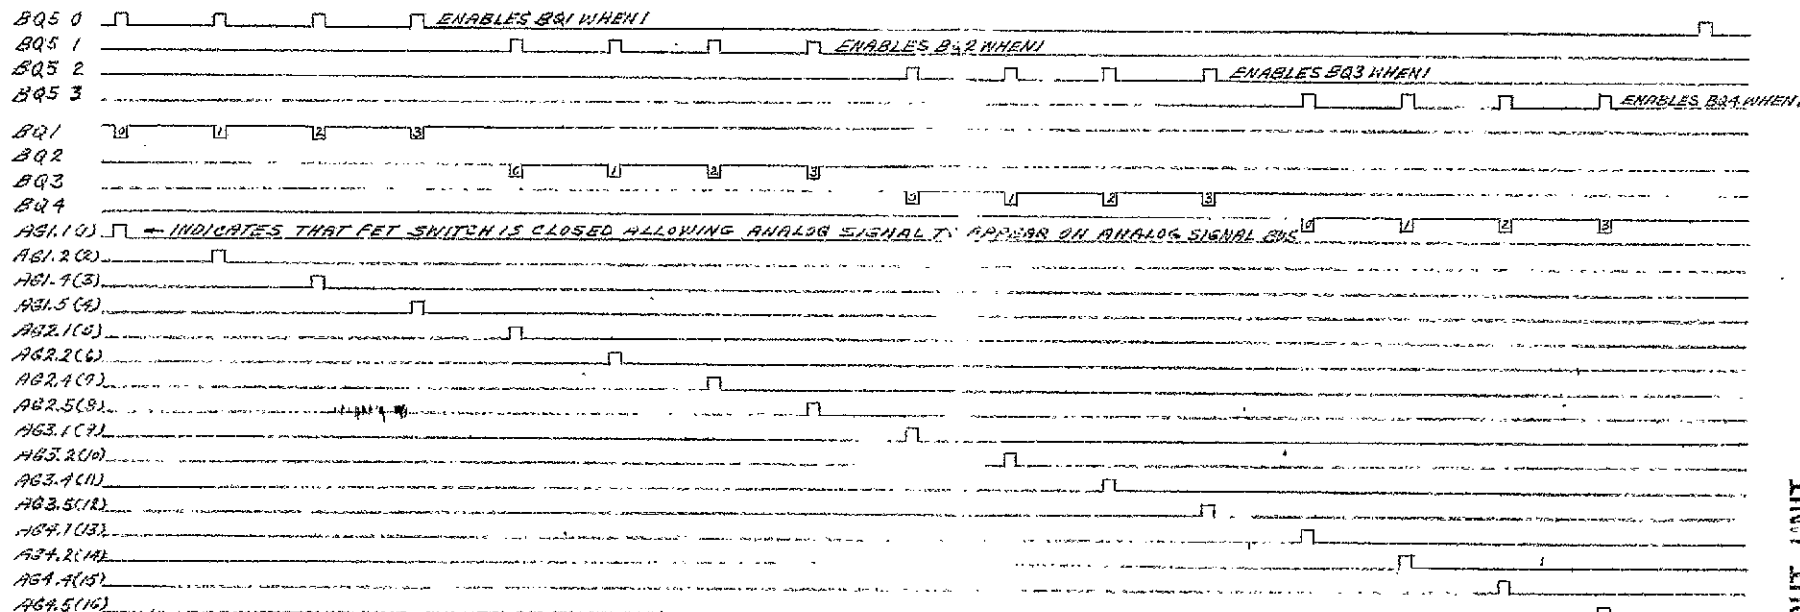 BQ5 0 ENABLES BQ1 WHEN 1
BQ5 1 ENABLES BQ2 WHEN 1
BQ5 2 ENABLES BQ3 WHEN 1
BQ5 3 ENABLES BQ4 WHEN
BQ1 0 1 2 3
BQ2 0 1 2 3
BQ3 0 1 2 3
BQ4 0 1 2 3
AG1.1(1) ← INDICATES THAT FET SWITCH IS CLOSED ALLOWING ANALOG SIGNAL TO APPEAR ON ANALOG SIGNAL BUS
AG1.2(2)
AG1.4(3)
AG1.5(4)
AG2.1(5)
AG2.2(6)
AG2.4(7)
AG2.5(8)
AG3.1(9)
AG3.2(10)
AG3.4(11)
AG3.5(12)
AG4.1(13)
AG4.2(14)
AG4.4(15)
AG4.5(16)